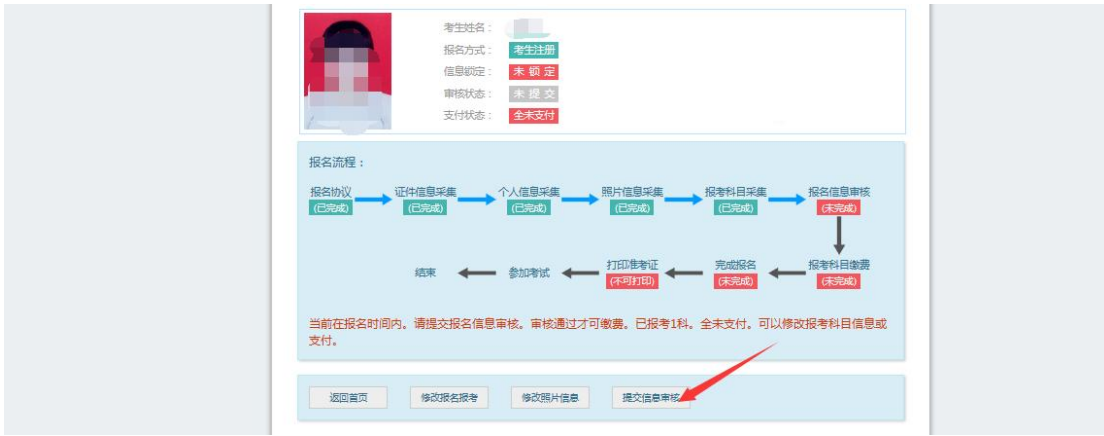 考生姓名：
报名方式： 考生注册
信息锁定： 未 锁 定
审核状态： 未 提 交
支付状态： 全未支付
报名流程：
报名协议 证件信息采集 个人信息采集 照片信息采集 报考科目采集 报名信息审核
(已完成) (已完成) (已完成) (已完成) (已完成) (未完成)
结束 参加考试 打印准考证 完成报名 报考科目缴费
(不可打印) (未完成) (未完成)
当前在报名时间内。请提交报名信息审核。审核通过才可缴费。已报考1科。全未支付。可以修改报考科目信息或
支付。
返回首页 修改报名报考 修改照片信息 提交信息审核